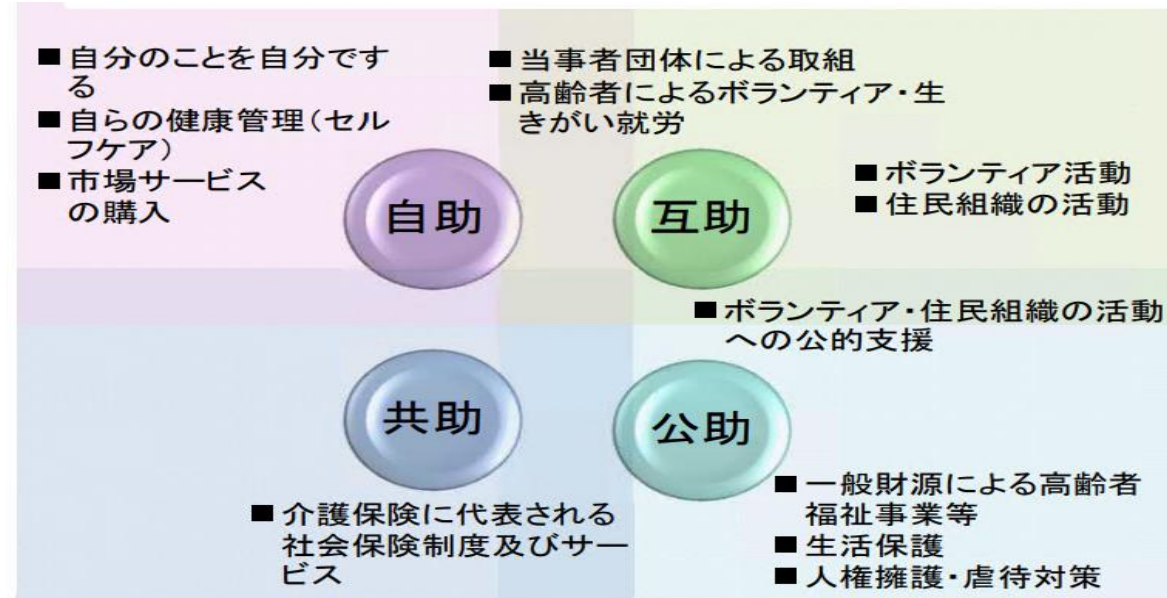 ■自分のことを自分です
る
■自らの健康管理(セル
フケア)
■市場サービス
の購入
■当事者団体による取組
■高齢者によるボランティア・生
きがい就労
■ボランティア活動
■住民組織の活動
自助
互助
■ボランティア・住民組織の活動
への公的支援
共助
公助
■介護保険に代表される
社会保険制度及びサー
ビス
■一般財源による高齢者
福祉事業等
■生活保護
■人権擁護・虐待対策